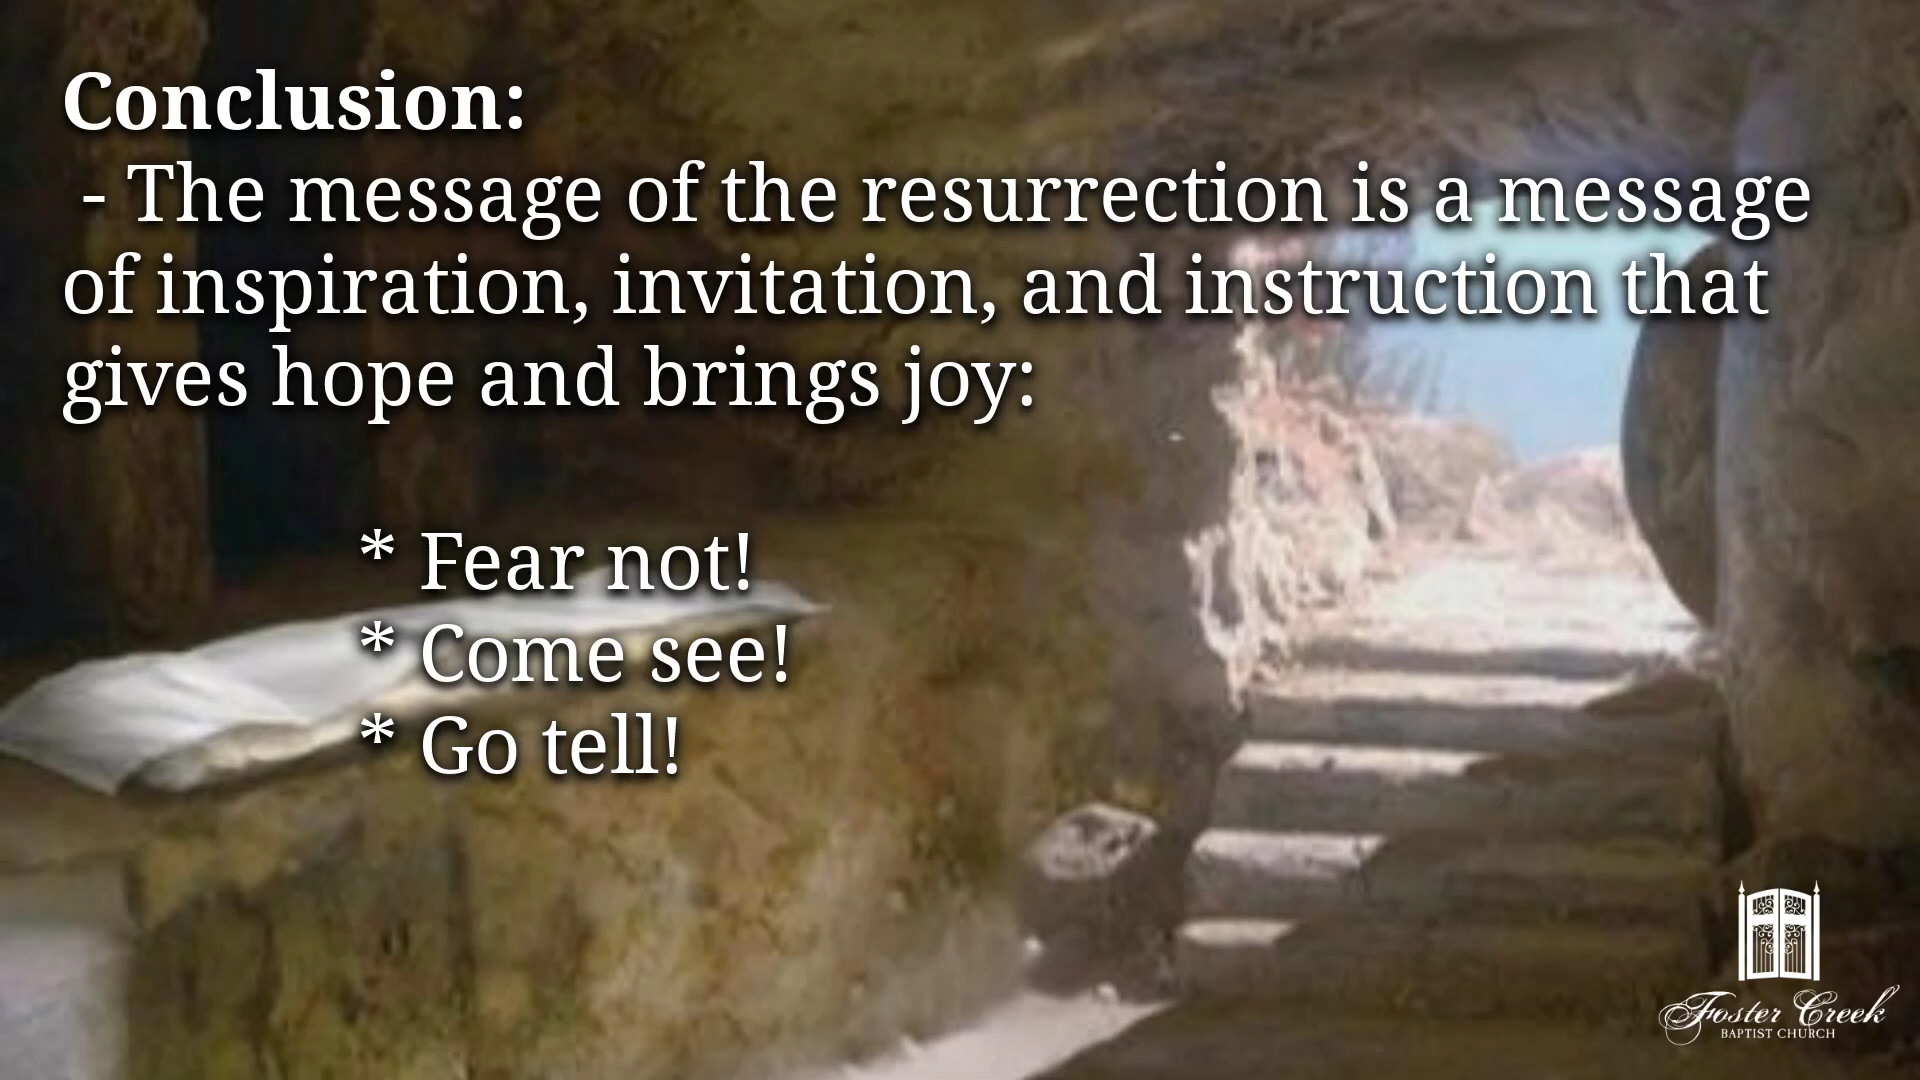 Conclusion:
- The message of the resurrection is a message
of inspiration, invitation, and instruction that
gives hope and brings joy:
* Fear not!
* Come see!
* Go tell!
Foster Creek
BAPTIST CHURCH